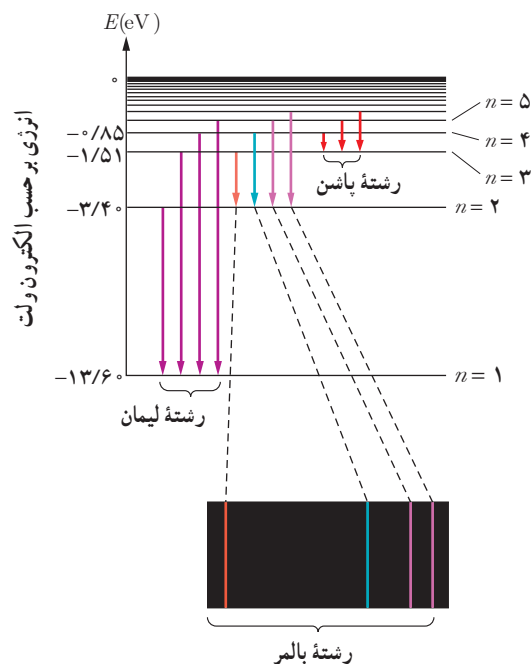 E(eV)
۰
n = ۵
−۰/۸۵
n = ۴
−۱/۵۱
n = ۳
رشتهٔ پاشن
−۳/۴۰
n = ۲
انرژی بر حسب الکترون ولت
−۱۳/۶۰
n = ۱
رشتهٔ لیمان
رشتهٔ بالمر